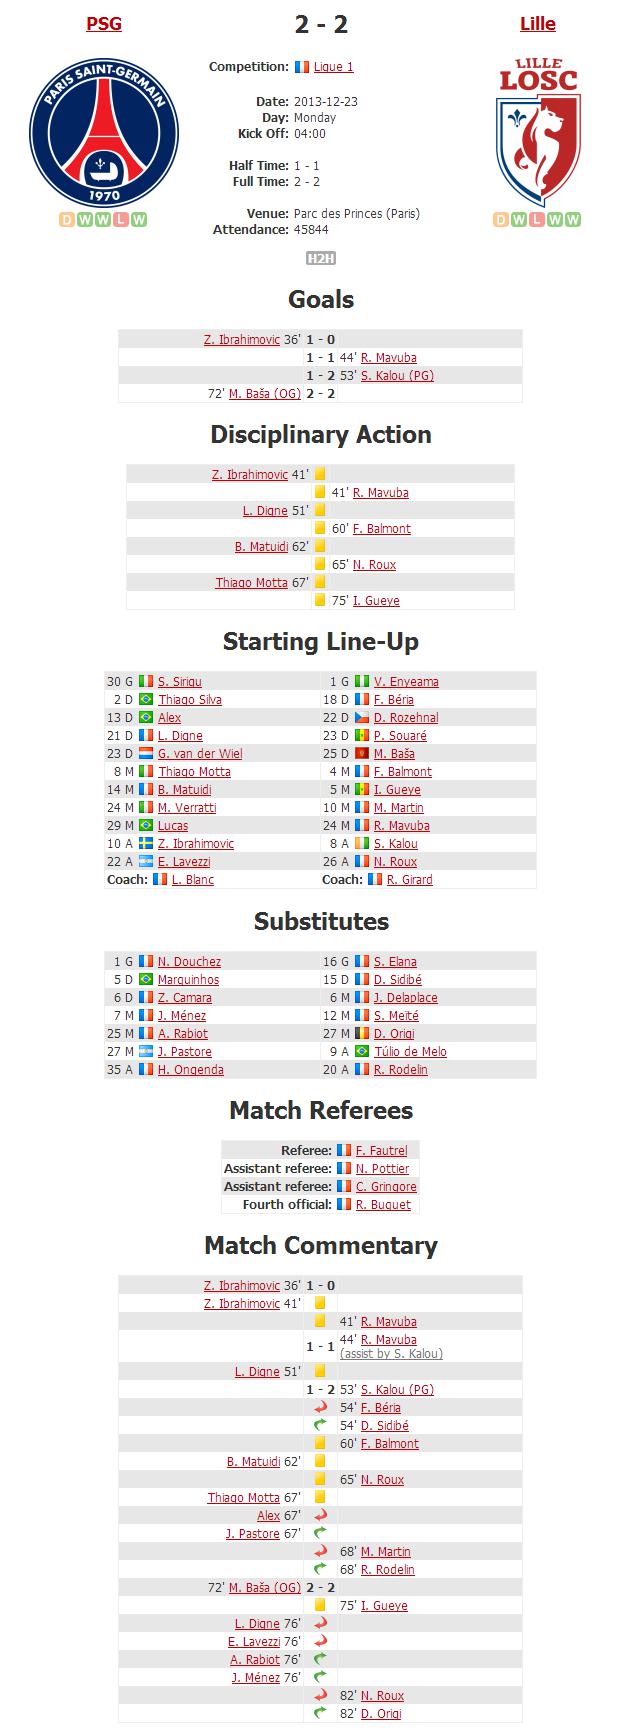 PSG 2 - 2 Lille
PARIS SAINT-GERMAIN
1970
LILLE
LOSC
Competition: Ligue 1
Date: 2013-12-23
Day: Monday
Kick Off: 04:00
Half Time: 1 - 1
Full Time: 2 - 2
Venue: Parc des Princes (Paris)
Attendance: 45844
D W W L W
D W L W W
H2H
Goals
Z. Ibrahimovic 36' 1 - 0
1 - 1 44' R. Mavuba
1 - 2 53' S. Kalou (PG)
72' M. Baša (OG) 2 - 2
Disciplinary Action
Z. Ibrahimovic 41'
41' R. Mavuba
L. Digne 51'
60' F. Balmont
B. Matuidi 62'
65' N. Roux
Thiago Motta 67'
75' I. Gueye
Starting Line-Up
30 G S. Sirigu 1 G V. Enyeama
2 D Thiago Silva 18 D F. Béria
13 D Alex 22 D D. Rozehnal
21 D L. Digne 23 D P. Souaré
23 D G. van der Wiel 25 D M. Baša
8 M Thiago Motta 4 M F. Balmont
14 M B. Matuidi 5 M I. Gueye
24 M M. Verratti 10 M M. Martin
29 M Lucas 24 M R. Mavuba
10 A Z. Ibrahimovic 8 A S. Kalou
22 A E. Lavezzi 26 A N. Roux
Coach: L. Blanc Coach: R. Girard
Substitutes
1 G N. Douchez 16 G S. Elana
5 D Marquinhos 15 D D. Sidibé
6 D Z. Camara 6 M J. Delaplace
7 M J. Ménez 12 M S. Meïté
25 M A. Rabiot 27 M D. Origi
27 M J. Pastore 9 A Túlio de Melo
35 A H. Ongenda 20 A R. Rodelin
Match Referees
Referee: F. Fautrel
Assistant referee: N. Pottier
Assistant referee: C. Gringore
Fourth official: R. Buquet
Match Commentary
Z. Ibrahimovic 36' 1 - 0
Z. Ibrahimovic 41'
41' R. Mavuba
1 - 1 44' R. Mavuba
(assist by S. Kalou)
L. Digne 51'
1 - 2 53' S. Kalou (PG)
54' F. Béria
54' D. Sidibé
60' F. Balmont
B. Matuidi 62'
65' N. Roux
Thiago Motta 67'
Alex 67'
J. Pastore 67'
68' M. Martin
68' R. Rodelin
72' M. Baša (OG) 2 - 2
75' I. Gueye
L. Digne 76'
E. Lavezzi 76'
A. Rabiot 76'
J. Ménez 76'
82' N. Roux
82' D. Origi